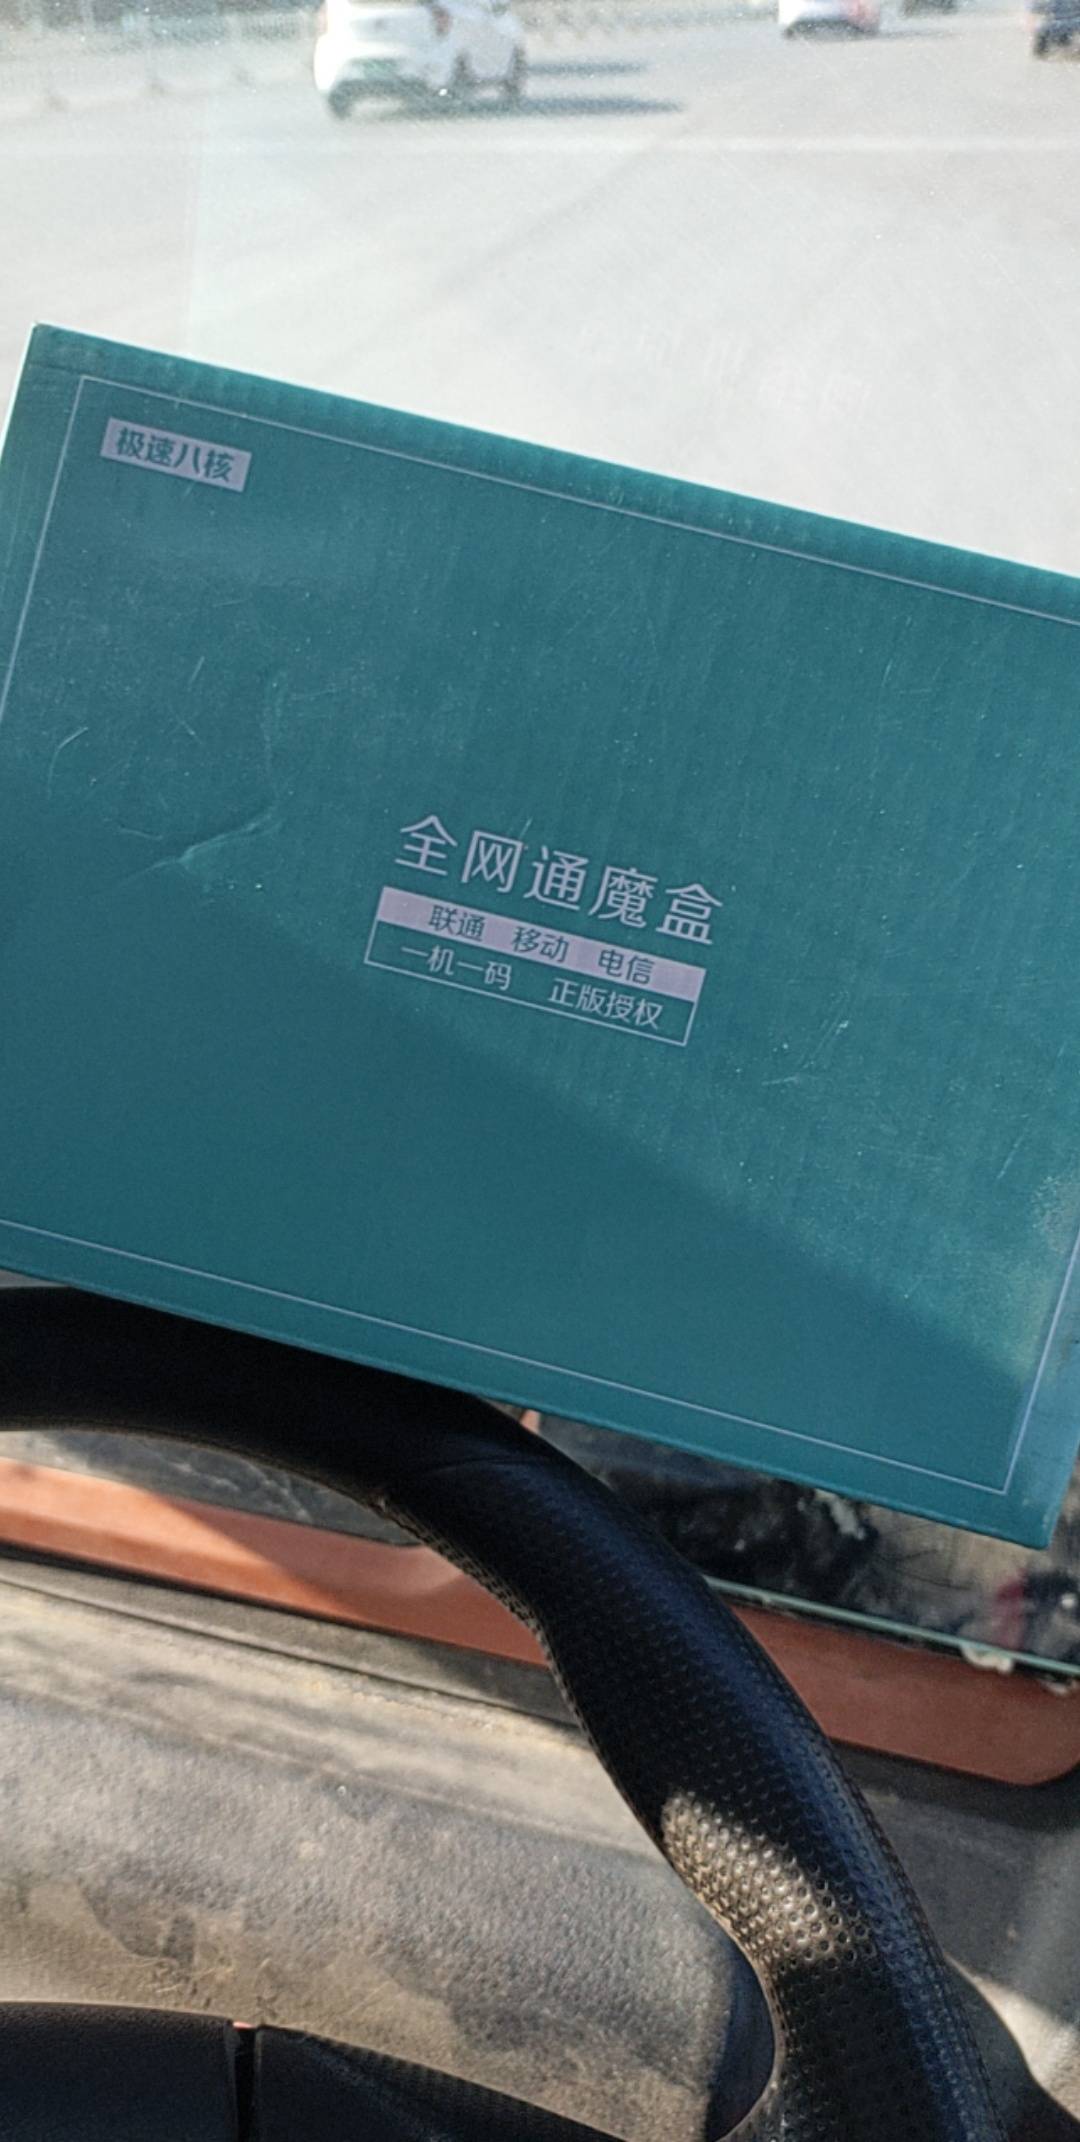 极速八核
全网通魔盒
联通 移动 电信
一机一码 正版授权